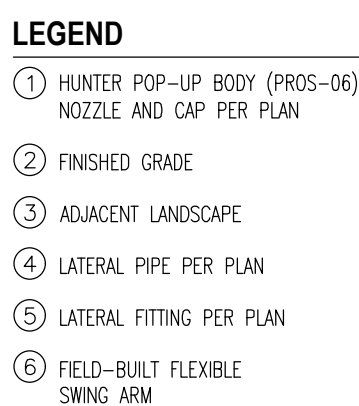 LEGEND
1 HUNTER POP-UP BODY (PROS-06)
NOZZLE AND CAP PER PLAN
2 FINISHED GRADE
3 ADJACENT LANDSCAPE
4 LATERAL PIPE PER PLAN
5 LATERAL FITTING PER PLAN
6 FIELD-BUILT FLEXIBLE
SWING ARM